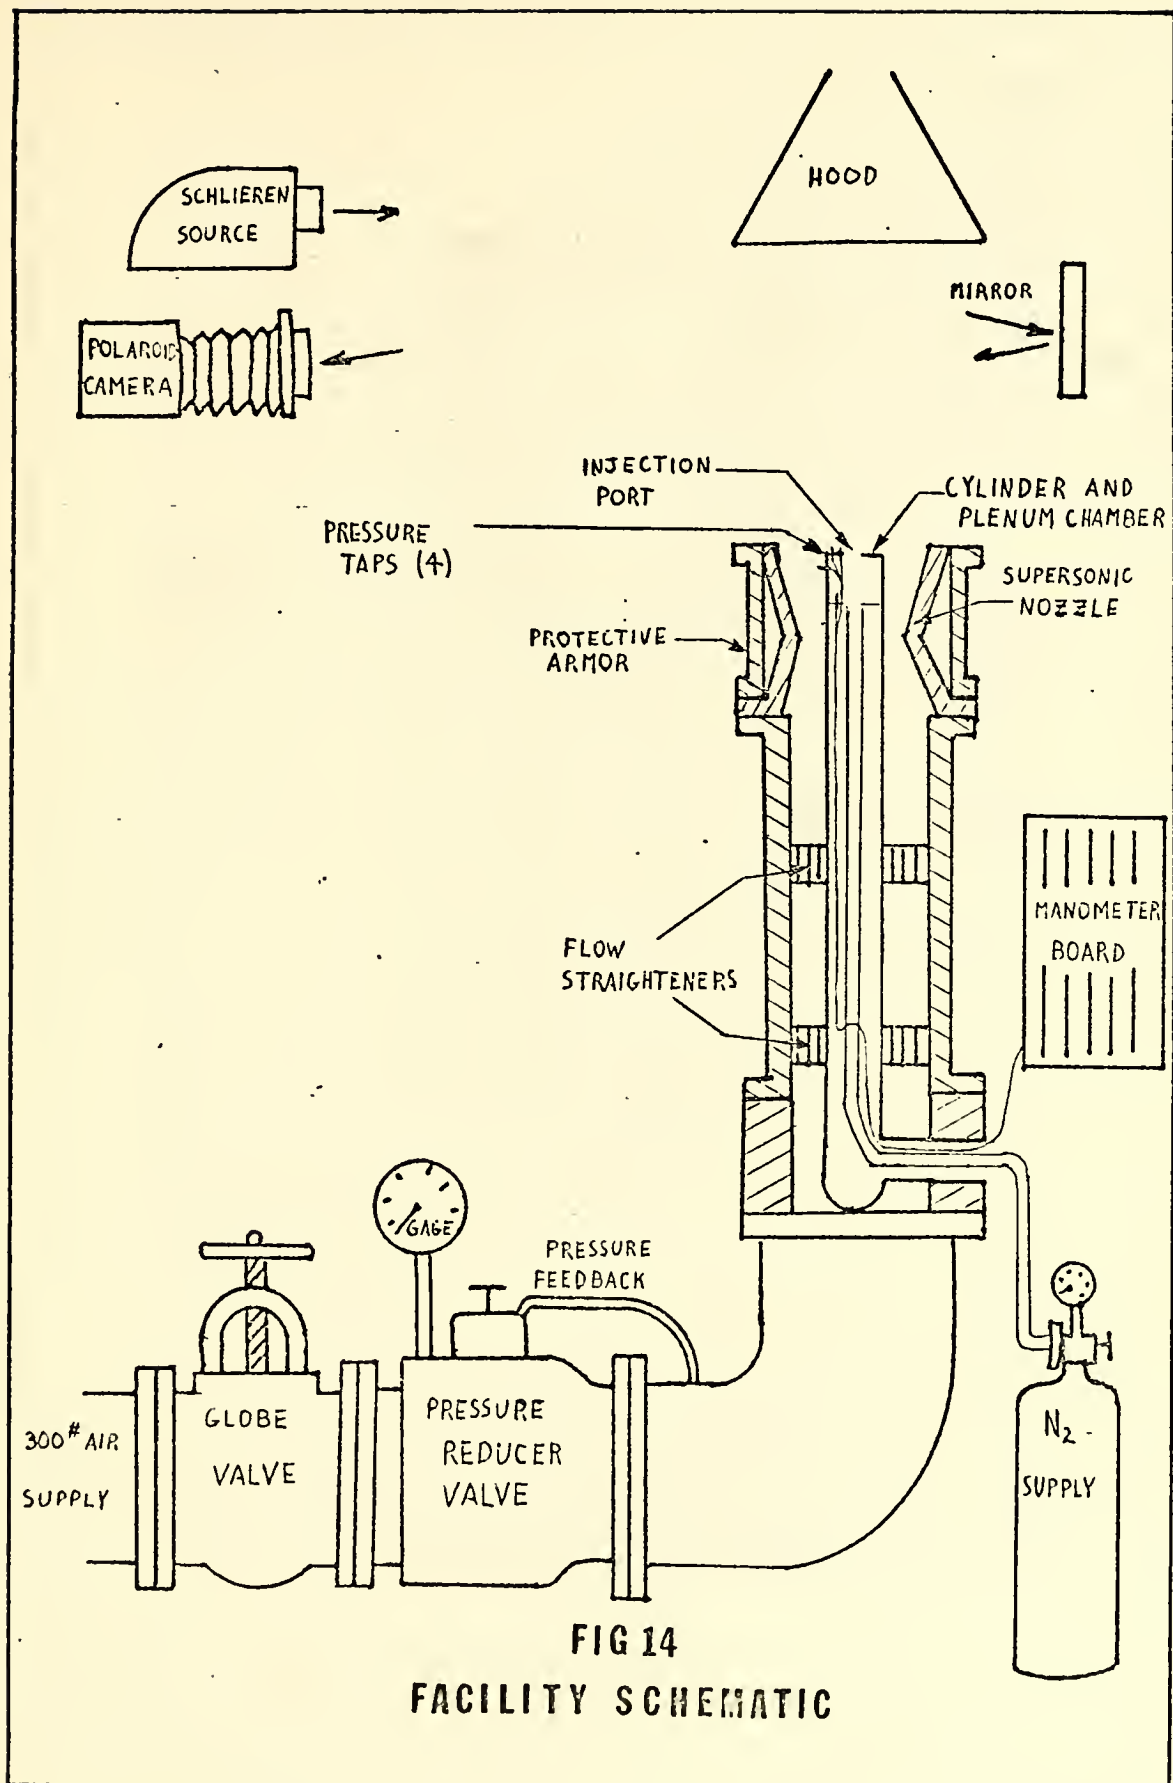 SCHLIEREN
SOURCE
HOOD
MIRROR
POLAROID
CAMERA
INJECTION
PORT
CYLINDER AND
PLENUM CHAMBER
PRESSURE
TAPS (4)
SUPERSONIC
NOZZLE
PROTECTIVE
ARMOR
MANOMETER
BOARD
FLOW
STRAIGHTENERS
GAGE
PRESSURE
FEEDBACK
300# AIR
SUPPLY
GLOBE
VALVE
PRESSURE
REDUCER
VALVE
N2
SUPPLY
FIG 14
FACILITY SCHEMATIC